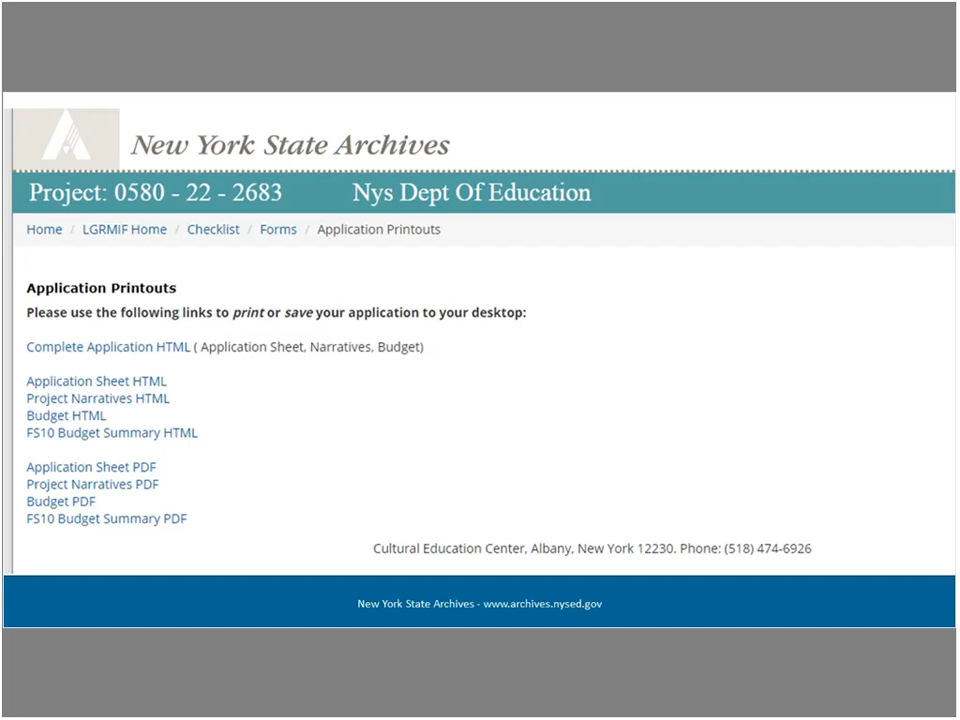 New York State Archives
Project: 0580 - 22 - 2683 Nys Dept Of Education
Home / LGRMIF Home / Checklist / Forms / Application Printouts
Application Printouts
Please use the following links to print or save your application to your desktop:
Complete Application HTML ( Application Sheet, Narratives, Budget)
Application Sheet HTML
Project Narratives HTML
Budget HTML
FS10 Budget Summary HTML
Application Sheet PDF
Project Narratives PDF
Budget PDF
FS10 Budget Summary PDF
Cultural Education Center, Albany, New York 12230. Phone: (518) 474-6926
New York State Archives - www.archives.nysed.gov